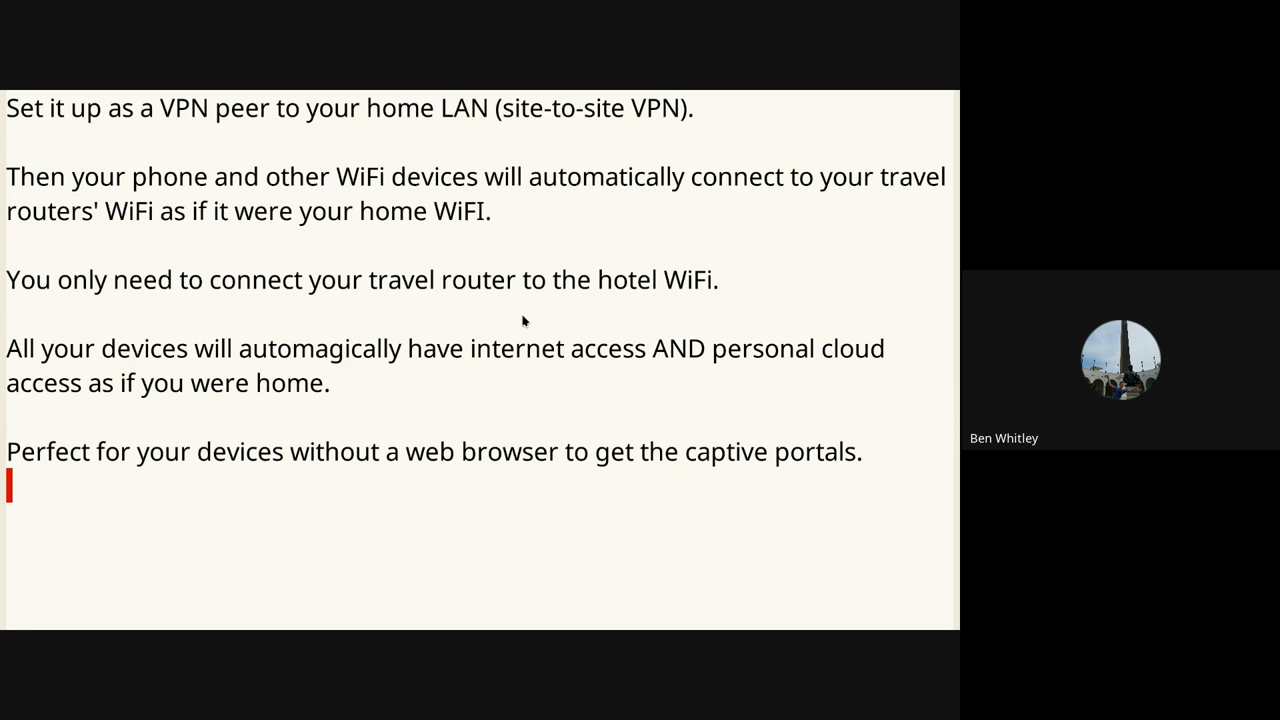 Set it up as a VPN peer to your home LAN (site-to-site VPN).
Then your phone and other WiFi devices will automatically connect to your travel
routers' WiFi as if it were your home WiFI.
You only need to connect your travel router to the hotel WiFi.
All your devices will automagically have internet access AND personal cloud
access as if you were home.
Perfect for your devices without a web browser to get the captive portals.
Ben Whitley